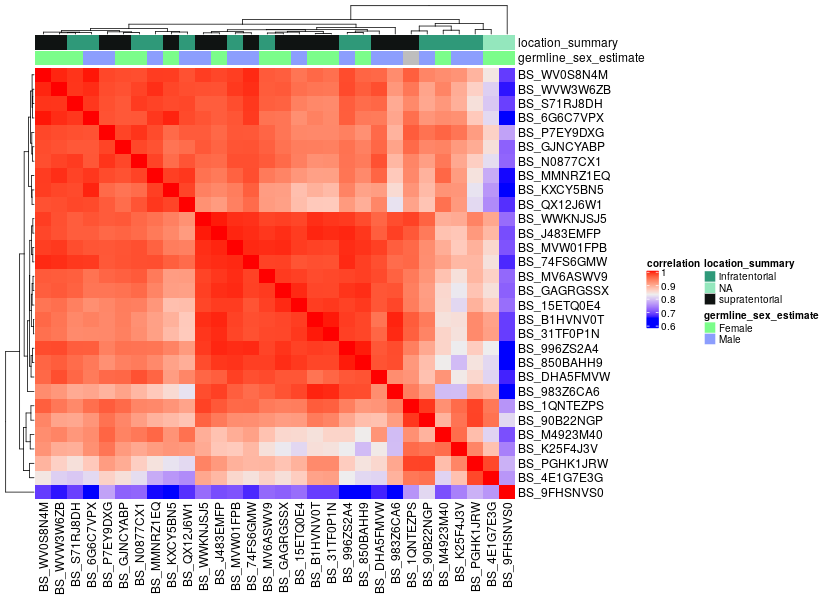 location_summary
germline_sex_estimate
BS_WV0S8N4M
BS_WVW3W6ZB
BS_S71RJ8DH
BS_6G6C7VPX
BS_P7EY9DXG
BS_GJNCYABP
BS_N0877CX1
BS_MMNRZ1EQ
BS_KXCY5BN5
BS_QX12J6W1
BS_WWKNJSJ5
BS_J483EMFP
BS_MVW01FPB
BS_74FS6GMW
BS_MV6ASWV9
BS_GAGRGSSX
BS_15ETQ0E4
BS_B1HVNV0T
BS_31TF0P1N
BS_996ZS2A4
BS_850BAHH9
BS_DHA5FMVW
BS_983Z6CA6
BS_1QNTEZPS
BS_90B22NGP
BS_M4923M40
BS_K25F4J3V
BS_PGHK1JRW
BS_4E1G7E3G
BS_9FHSNVS0
BS_WV0S8N4M
BS_WVW3W6ZB
BS_S71RJ8DH
BS_6G6C7VPX
BS_P7EY9DXG
BS_GJNCYABP
BS_N0877CX1
BS_MMNRZ1EQ
BS_KXCY5BN5
BS_QX12J6W1
BS_WWKNJSJ5
BS_J483EMFP
BS_MVW01FPB
BS_74FS6GMW
BS_MV6ASWV9
BS_GAGRGSSX
BS_15ETQ0E4
BS_B1HVNV0T
BS_31TF0P1N
BS_996ZS2A4
BS_850BAHH9
BS_DHA5FMVW
BS_983Z6CA6
BS_1QNTEZPS
BS_90B22NGP
BS_M4923M40
BS_K25F4J3V
BS_PGHK1JRW
BS_4E1G7E3G
BS_9FHSNVS0
correlation
1
0.9
0.8
0.7
0.6
location_summary
Infratentorial
NA
supratentorial
germline_sex_estimate
Female
Male